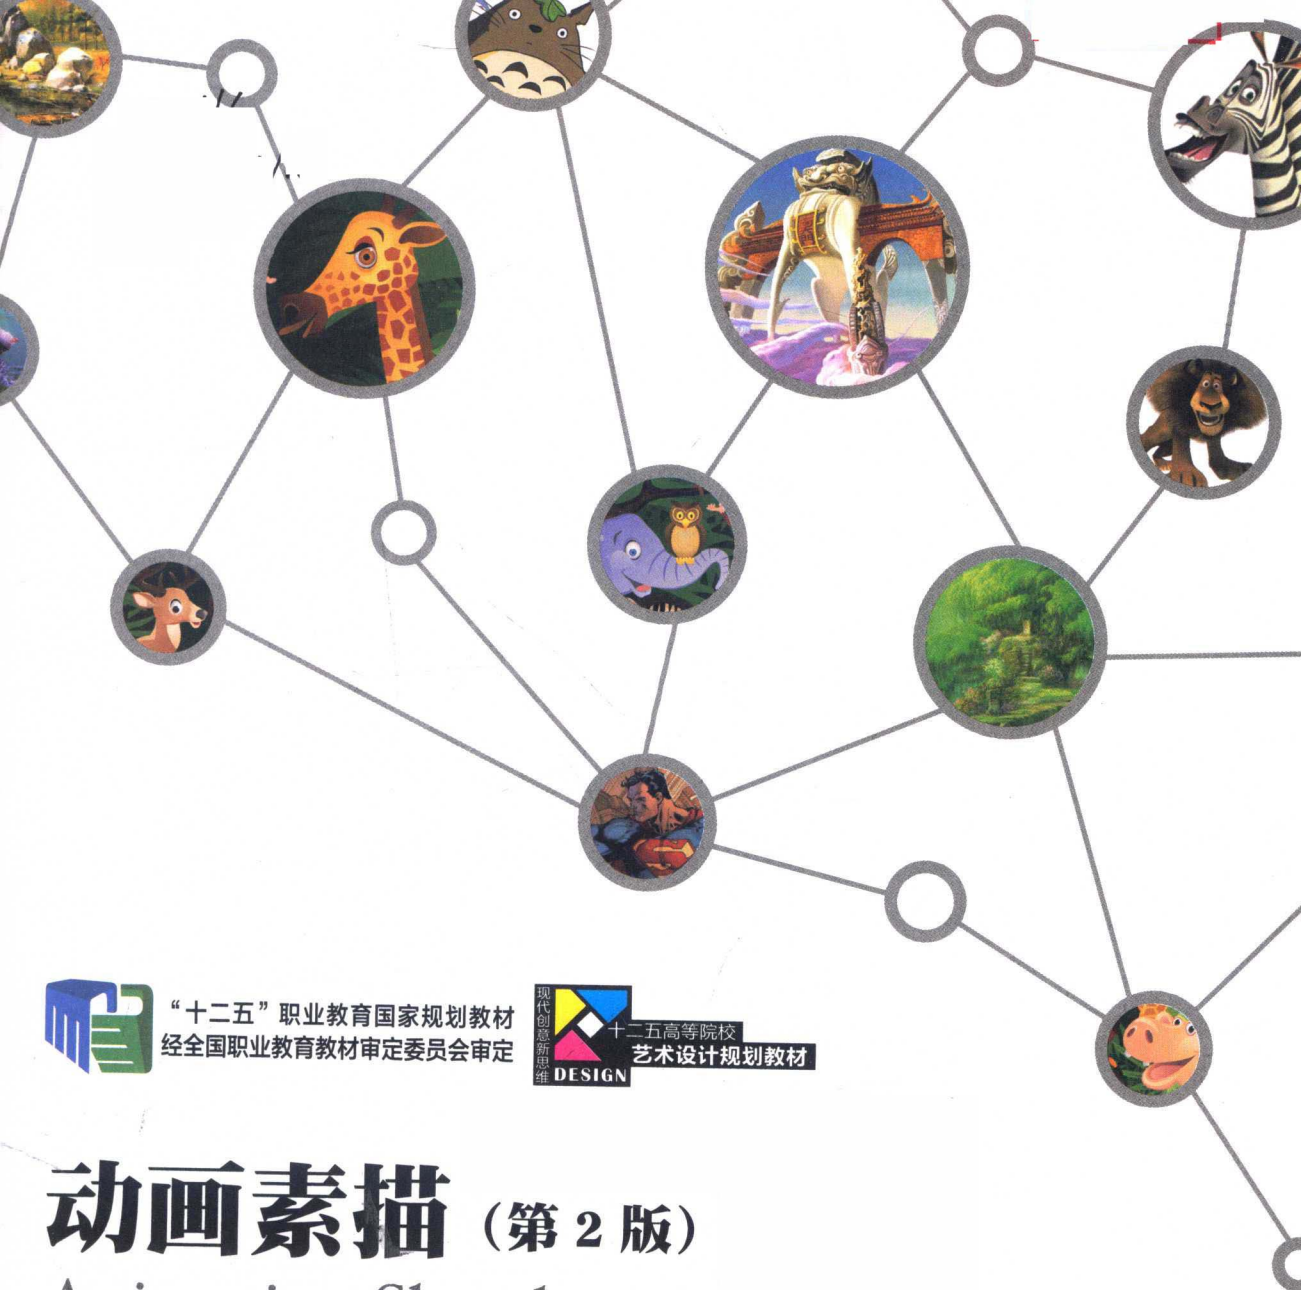 “十二五”职业教育国家规划教材
经全国职业教育教材审定委员会审定
现代创意新思维
十二五高等院校
艺术设计规划教材
DESIGN
动画素描（第2版）